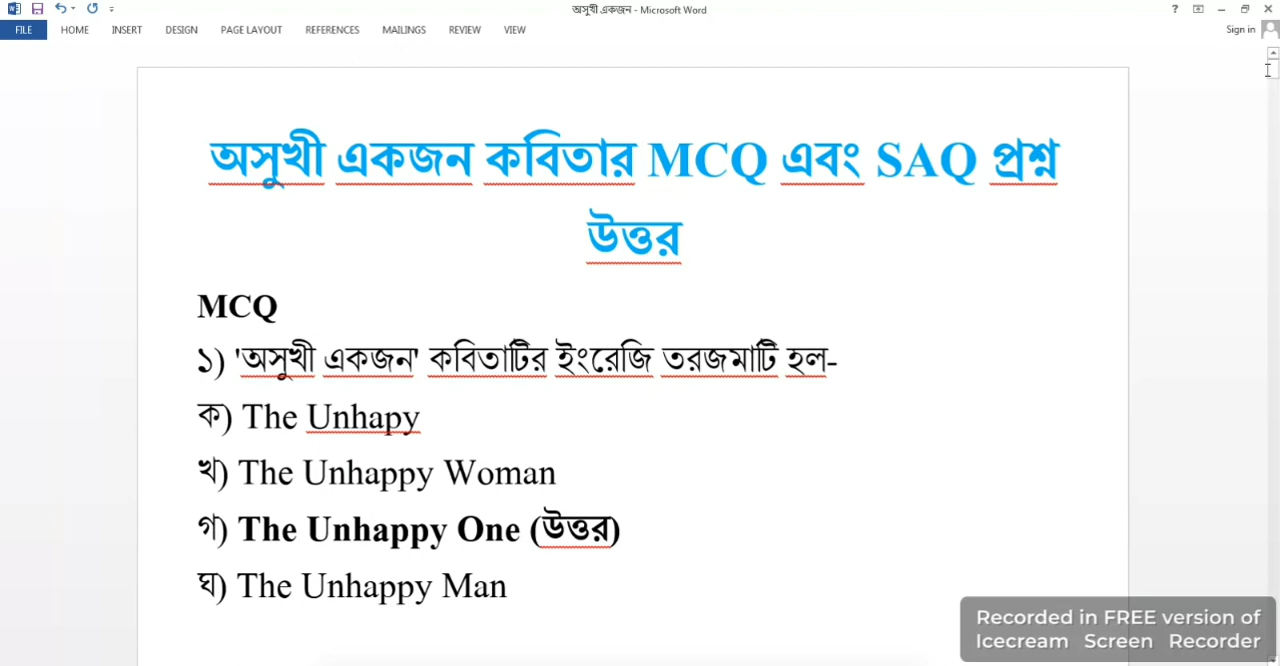 অসুখী একজন - Microsoft Word
?
Sign in
FILE HOME INSERT DESIGN PAGE LAYOUT REFERENCES MAILINGS REVIEW VIEW
অসুখী একজন কবিতার MCQ এবং SAQ প্রশ্ন
উত্তর
MCQ
১) 'অসুখী একজন' কবিতাটির ইংরেজি তরজমাটি হল-
ক) The Unhapy
খ) The Unhappy Woman
গ) The Unhappy One (উত্তর)
ঘ) The Unhappy Man
Recorded in FREE version of
Icecream Screen Recorder